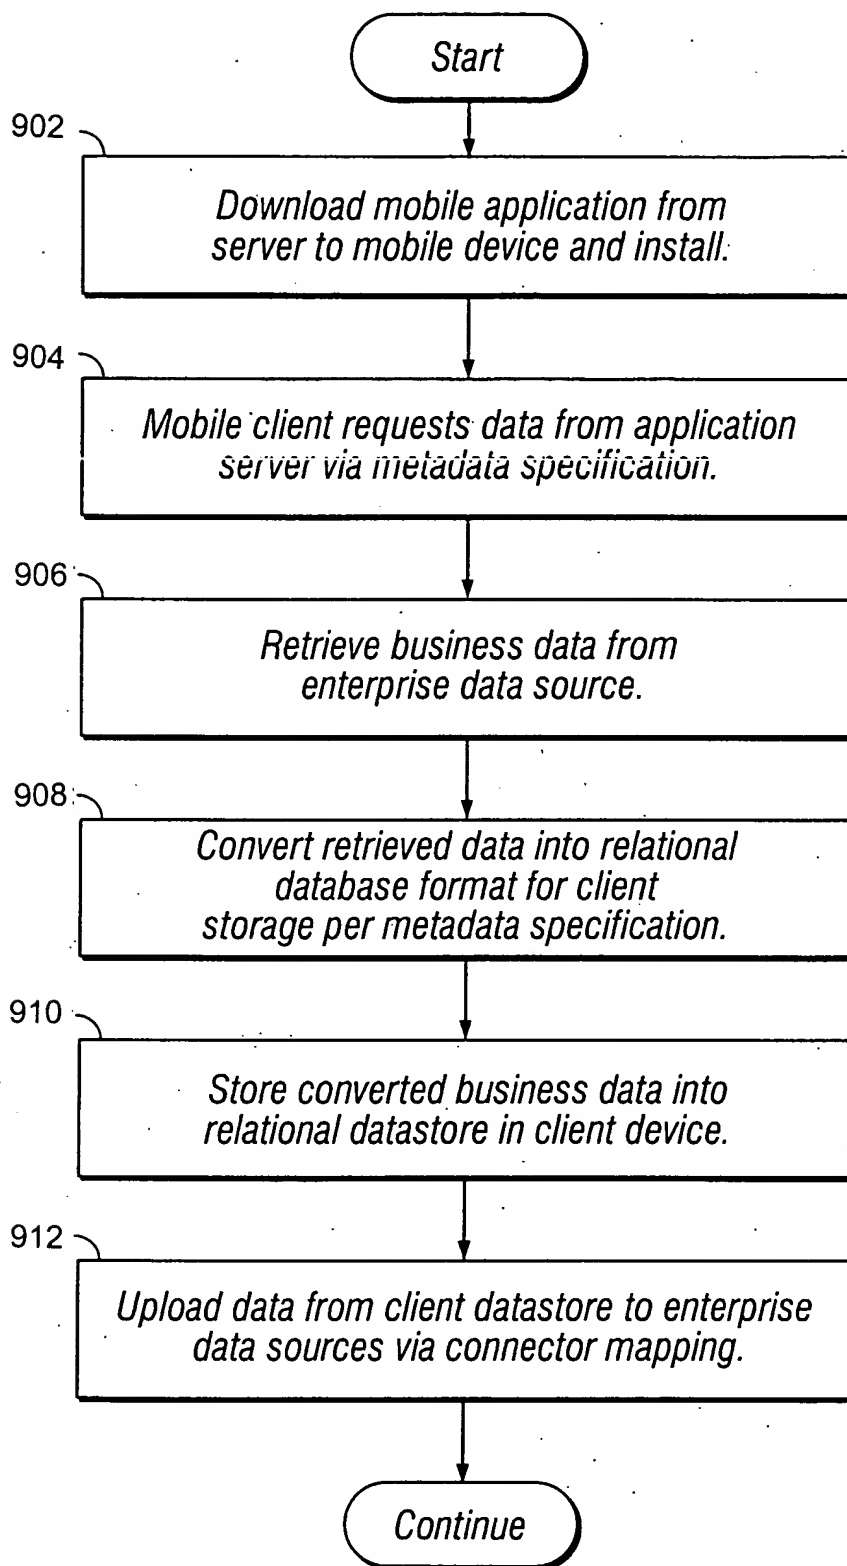 Start
902
Download mobile application from
server to mobile device and install.
904
Mobile client requests data from application
server via metadata specification.
906
Retrieve business data from
enterprise data source.
908
Convert retrieved data into relational
database format for client
storage per metadata specification.
910
Store converted business data into
relational datastore in client device.
912
Upload data from client datastore to enterprise
data sources via connector mapping.
Continue